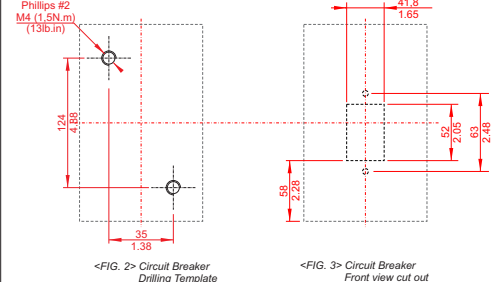 Phillips #2
M4 (1,5N.m)
(13lb.in)
124
4.88
35
1.38
<FIG. 2> Circuit Breaker
Drilling Template
41,8
1.65
52
2.05
63
2.48
58
2.28
<FIG. 3> Circuit Breaker
Front view cut out